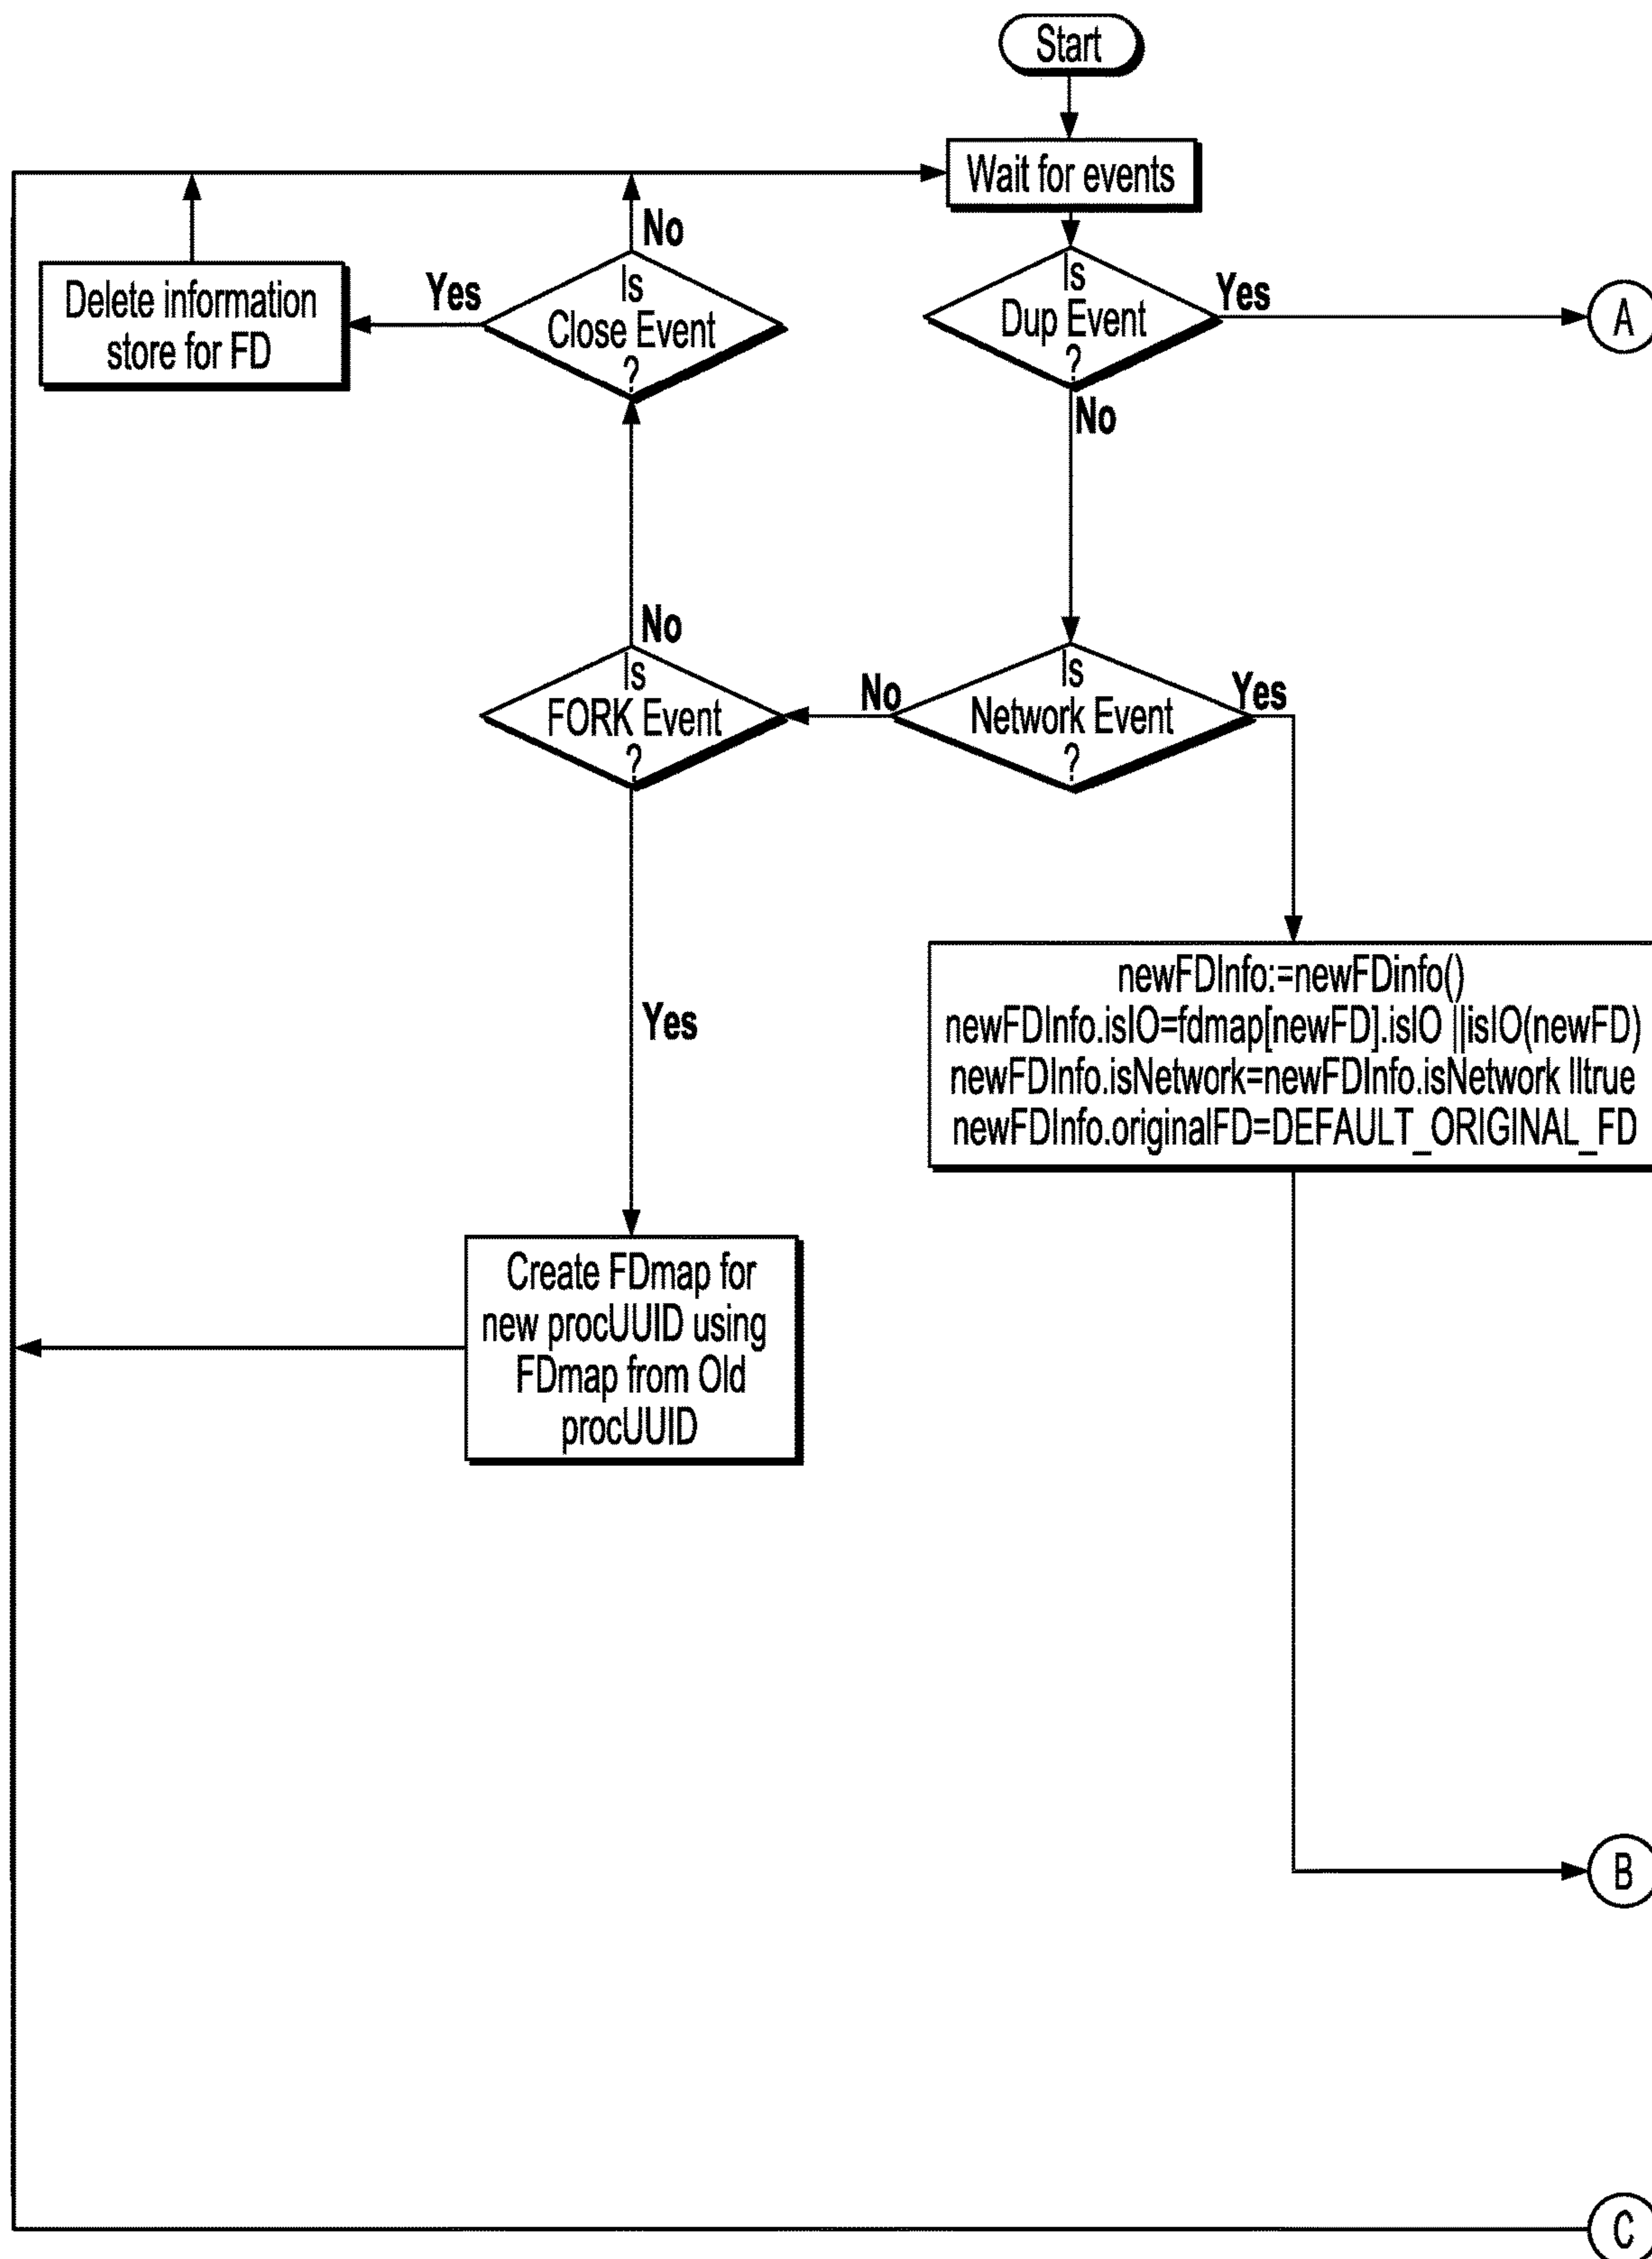 Start
Wait for events
Is
Dup Event
?
Yes
A
No
Is
Close Event
?
No
Yes
Delete information
store for FD
Is
Network Event
?
Yes
No
Is
FORK Event
?
No
Yes
newFDInfo:=newFDinfo()
newFDInfo.isIO=fdmap[newFD].isIO ||isIO(newFD)
newFDInfo.isNetwork=newFDInfo.isNetwork lltrue
newFDInfo.originalFD=DEFAULT_ORIGINAL_FD
Create FDmap for
new procUUID using
FDmap from Old
procUUID
B
C